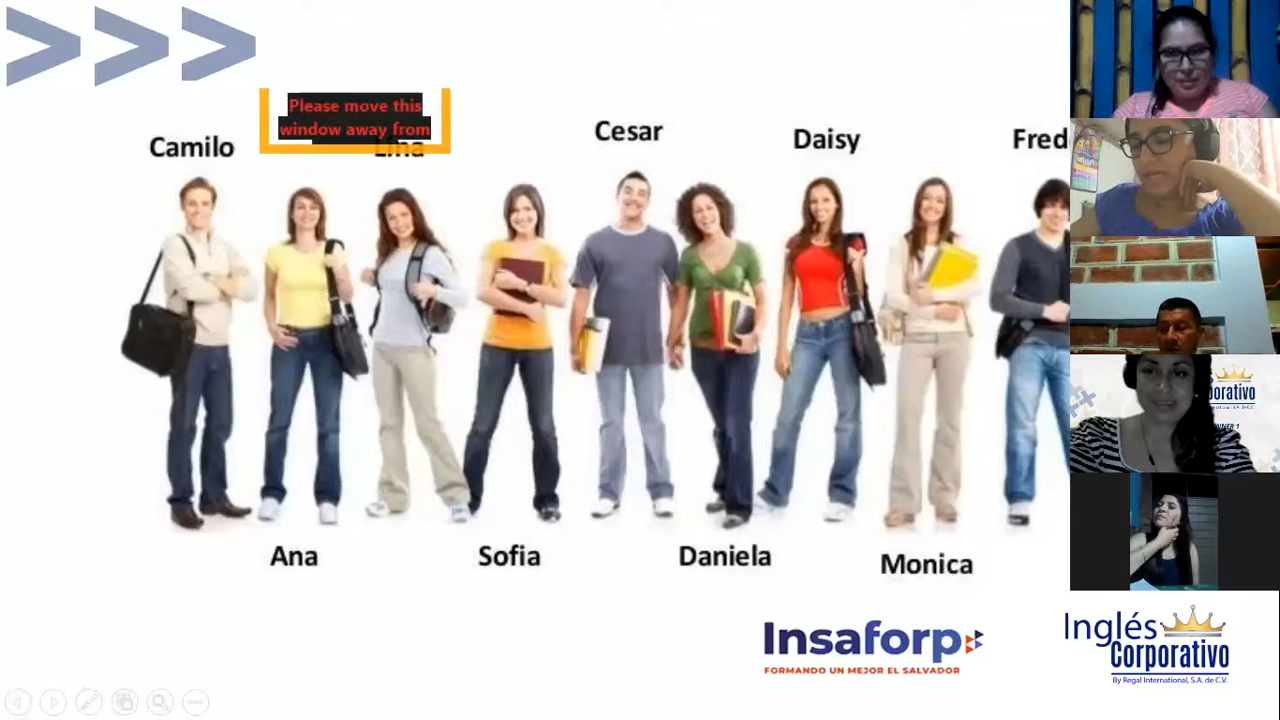 Please move this
window away from
Camilo
Lina
Cesar
Daisy
Fred
Ana
Sofia
Daniela
Monica
Insaforp
FORMANDO UN MEJOR EL SALVADOR
Inglés
Corporativo
By Regal International, S.A. de C.V.